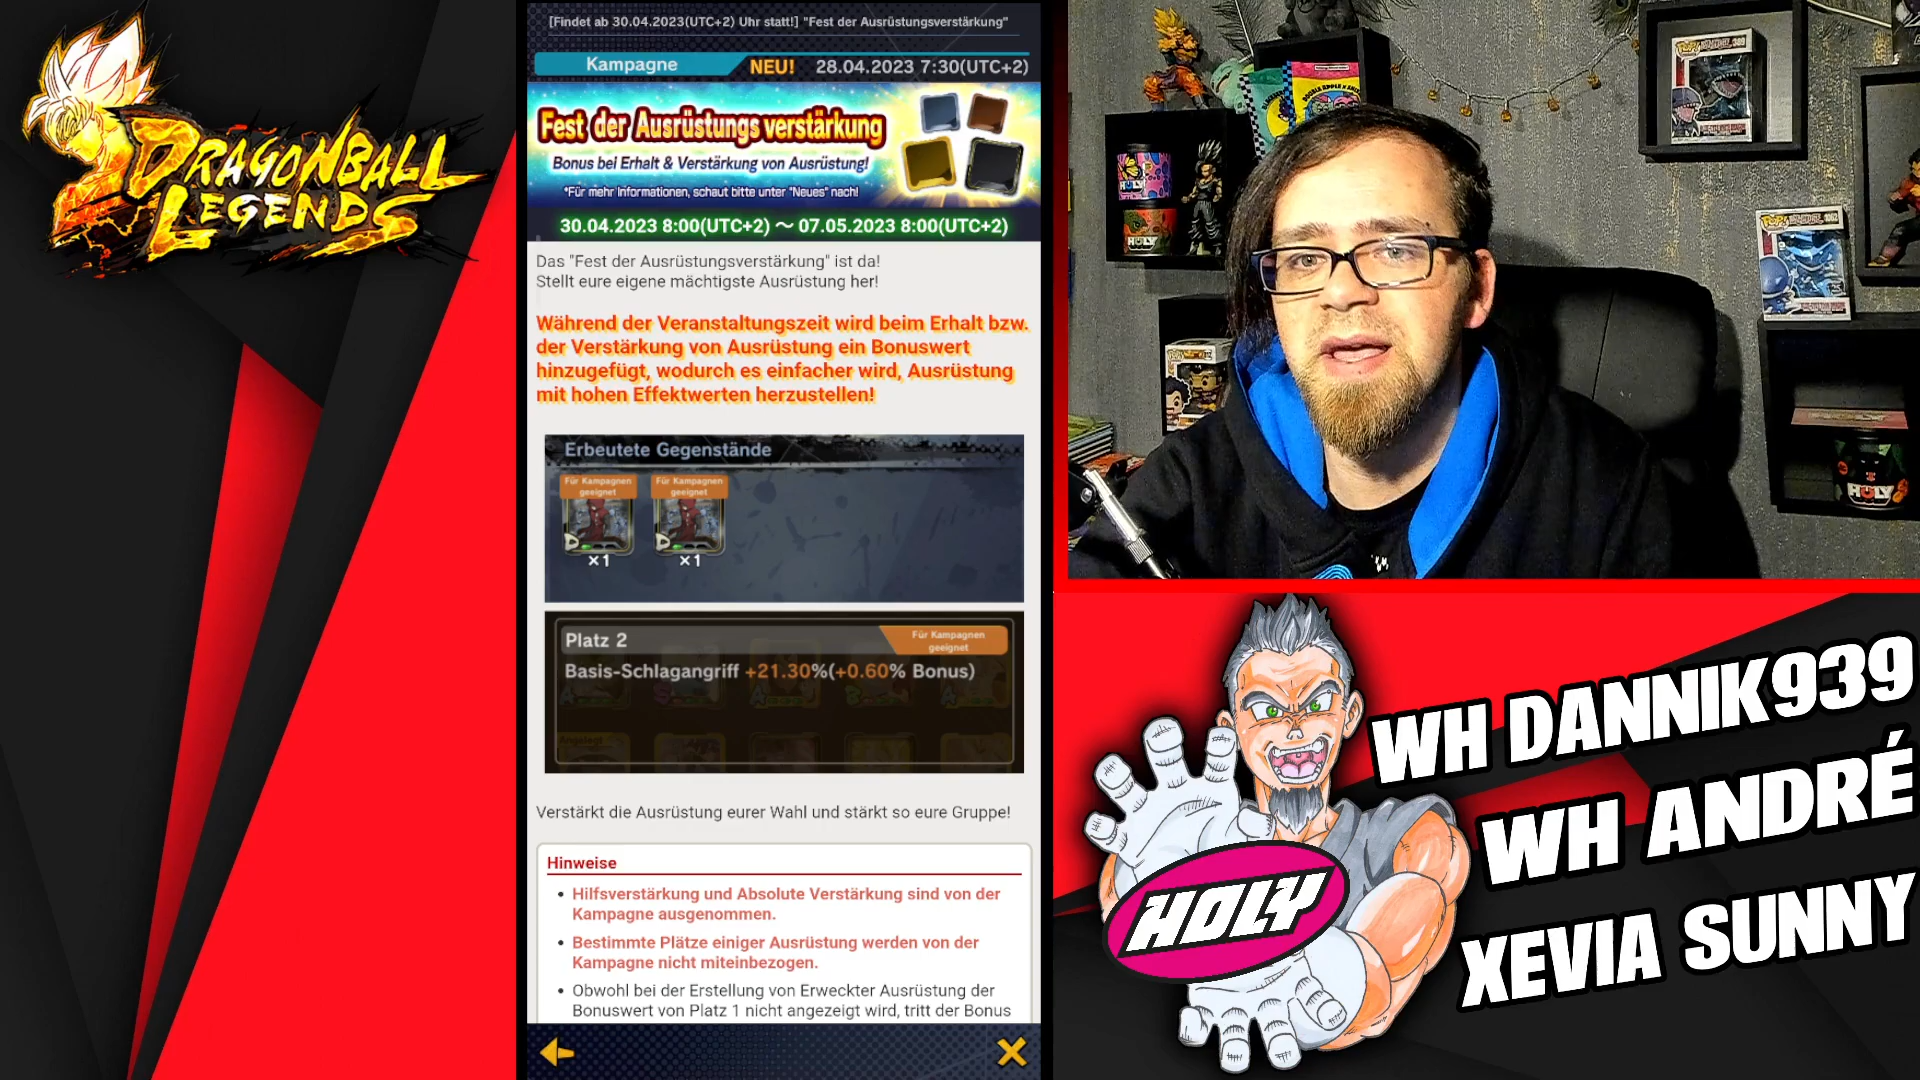 DRAGONBALL
LEGENDS
[Findet ab 30.04.2023(UTC+2) Uhr statt!] "Fest der Ausrüstungsverstärkung"
Kampagne
NEU!
28.04.2023 7:30(UTC+2)
Fest der Ausrüstungsverstärkung
Bonus bei Erhalt & Verstärkung von Ausrüstung!
*Für mehr Informationen, schaut bitte unter "Neues" nach!
30.04.2023 8:00(UTC+2) ～ 07.05.2023 8:00(UTC+2)
Das "Fest der Ausrüstungsverstärkung" ist da!
Stellt eure eigene mächtigste Ausrüstung her!
Während der Veranstaltungszeit wird beim Erhalt bzw.
der Verstärkung von Ausrüstung ein Bonuswert
hinzugefügt, wodurch es einfacher wird, Ausrüstung
mit hohen Effektwerten herzustellen!
Erbeutete Gegenstände
Für Kampagnen
geeignet
Für Kampagnen
geeignet
×1
×1
Platz 2
Für Kampagnen
geeignet
Basis-Schlagangriff +21.30%(+0.60% Bonus)
Verstärkt die Ausrüstung eurer Wahl und stärkt so eure Gruppe!
Hinweise
• Hilfsverstärkung und Absolute Verstärkung sind von der
Kampagne ausgenommen.
• Bestimmte Plätze einiger Ausrüstung werden von der
Kampagne nicht miteinbezogen.
• Obwohl bei der Erstellung von Erweckter Ausrüstung der
Bonuswert von Platz 1 nicht angezeigt wird, tritt der Bonus
HOLY
HOLY
HOLY
POP!
389
POP!
HOLY
WH DANNIK939
WH ANDRÉ
XEVIA SUNNY